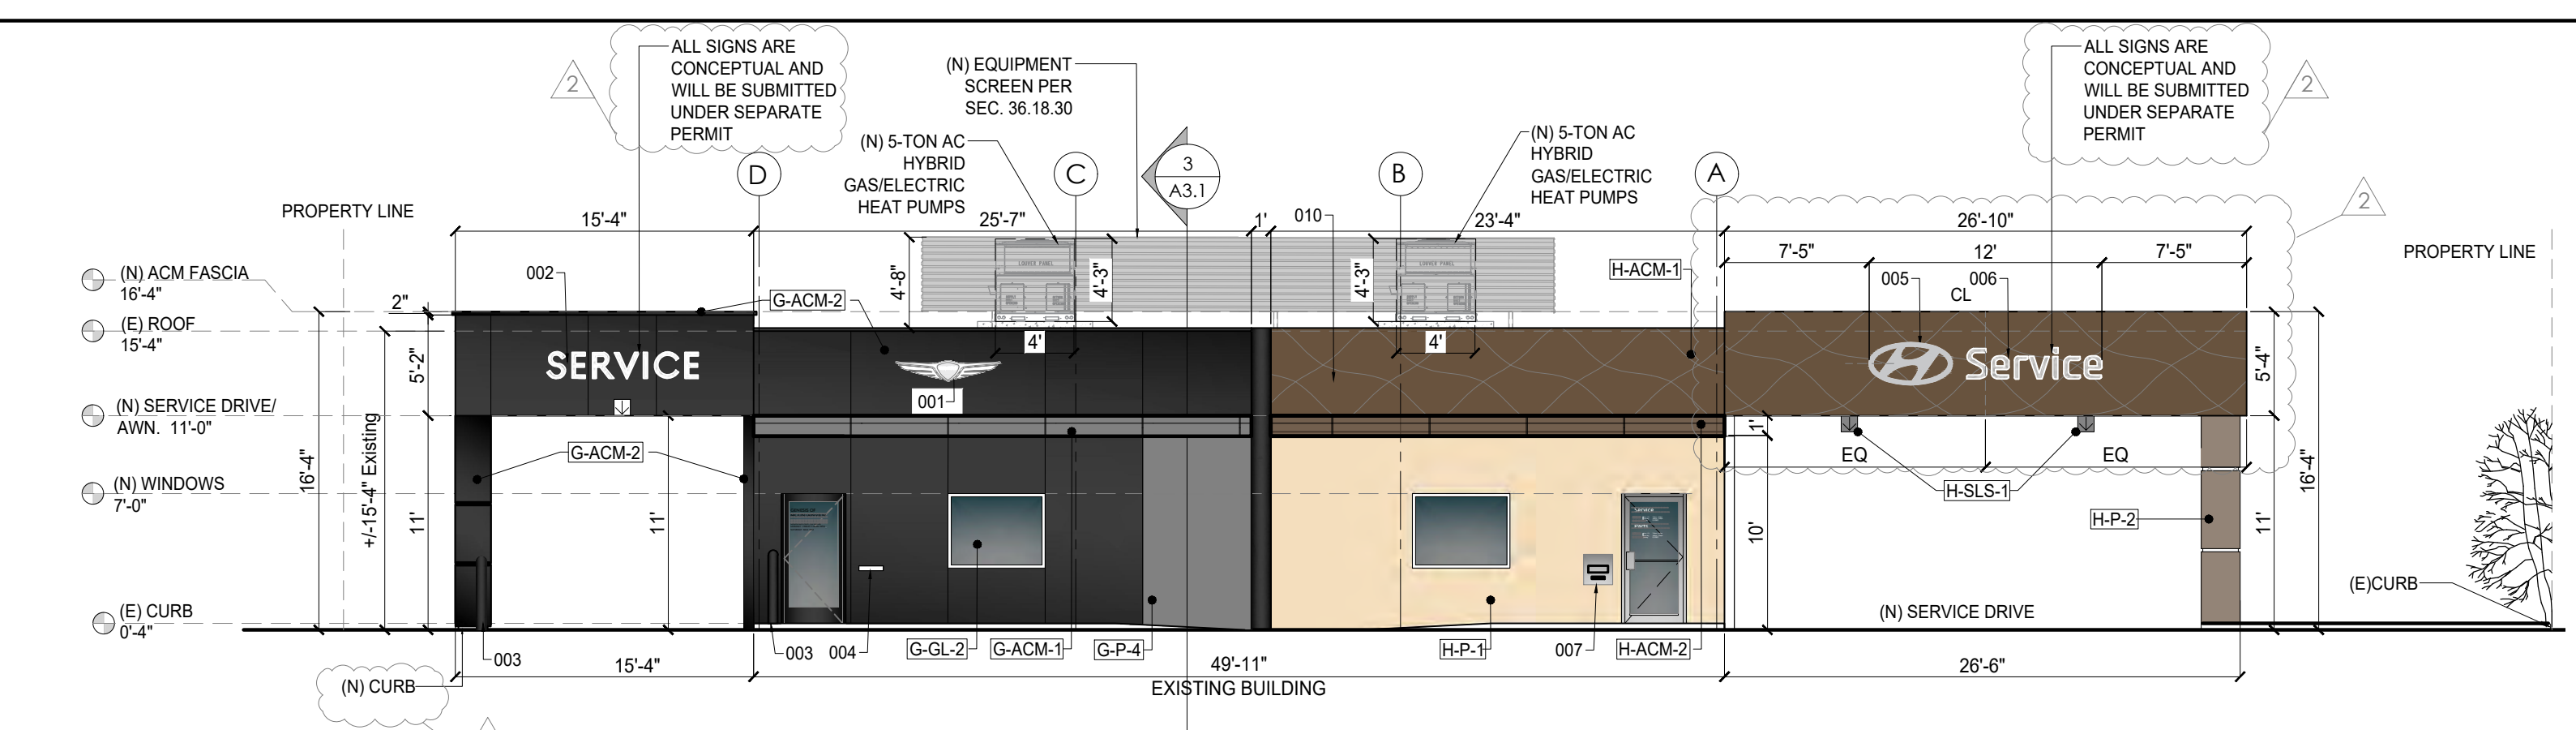 ALL SIGNS ARE
CONCEPTUAL AND
WILL BE SUBMITTED
UNDER SEPARATE
PERMIT
2
(N) EQUIPMENT
SCREEN PER
SEC. 36.18.30
(N) 5-TON AC
HYBRID
GAS/ELECTRIC
HEAT PUMPS
3
A3.1
(N) 5-TON AC
HYBRID
GAS/ELECTRIC
HEAT PUMPS
ALL SIGNS ARE
CONCEPTUAL AND
WILL BE SUBMITTED
UNDER SEPARATE
PERMIT
2
2
D
C
B
A
PROPERTY LINE
15'-4"
25'-7"
1'
010
23'-4"
26'-10"
PROPERTY LINE
7'-5"
12'
7'-5"
(N) ACM FASCIA
16'-4"
002
4'-8"
LOUVER PANEL
4'-3"
4'-3"
LOUVER PANEL
H-ACM-1
005
006
CL
2"
G-ACM-2
(E) ROOF
15'-4"
5'-2"
SERVICE
4'
4'
Service
5'-4"
001
(N) SERVICE DRIVE/
AWN. 11'-0"
G-ACM-2
1'
EQ
EQ
(N) WINDOWS
7'-0"
16'-4"
+/-15'-4" Existing
11'
11'
10'
H-SLS-1
H-P-2
11'
16'-4"
Service
(E) CURB
0'-4"
(N) SERVICE DRIVE
(E)CURB
003
003
004
G-GL-2
G-ACM-1
G-P-4
H-P-1
007
H-ACM-2
15'-4"
49'-11"
26'-6"
(N) CURB
EXISTING BUILDING